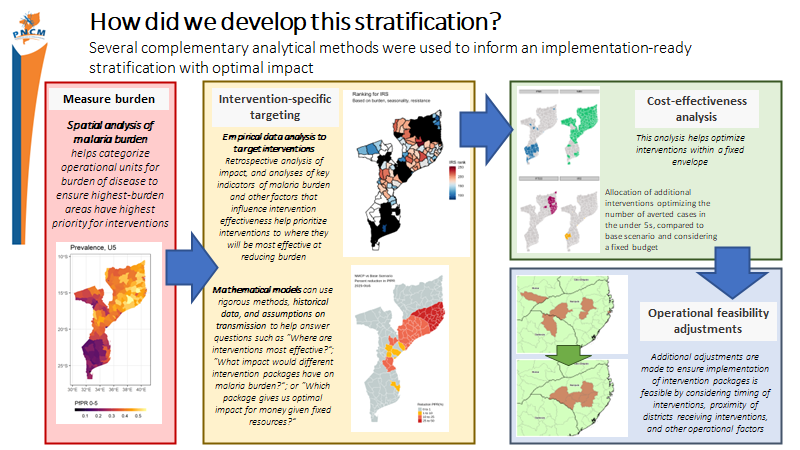 PNCM
How did we develop this stratification?
Several complementary analytical methods were used to inform an implementation-ready
stratification with optimal impact
Measure burden
Spatial analysis of
malaria burden
helps categorize
operational units for
burden of disease to
ensure highest-burden
areas have highest
priority for interventions
Prevalence, U5
10°S
15°S
20°S
25°S
30°E 32°E 34°E 36°E 38°E 40°E
PfPR 0-5
0.1 0.2 0.3 0.4 0.5
Intervention-specific
targeting
Empirical data analysis to
target interventions
Retrospective analysis of
impact, and analyses of key
indicators of malaria burden
and other factors that
influence intervention
effectiveness help prioritize
interventions to where they
will be most effective at
reducing burden
Mathematical models can use
rigorous methods, historical
data, and assumptions on
transmission to help answer
questions such as “Where are
interventions most effective?”;
“What impact would different
intervention packages have on
malaria burden?”; or “Which
package gives us optimal
impact for money given fixed
resources?”
Ranking for IRS
Based on burden, seasonality, resistance
IRS rank
Cost-effectiveness
analysis
This analysis helps optimize
interventions within a fixed
envelope
Allocation of additional
interventions optimizing the
number of averted cases in
the under 5s, compared to
base scenario and considering
a fixed budget
Operational feasibility
adjustments
Additional adjustments are
made to ensure implementation
of intervention packages is
feasible by considering timing of
interventions, proximity of
districts receiving interventions,
and other operational factors